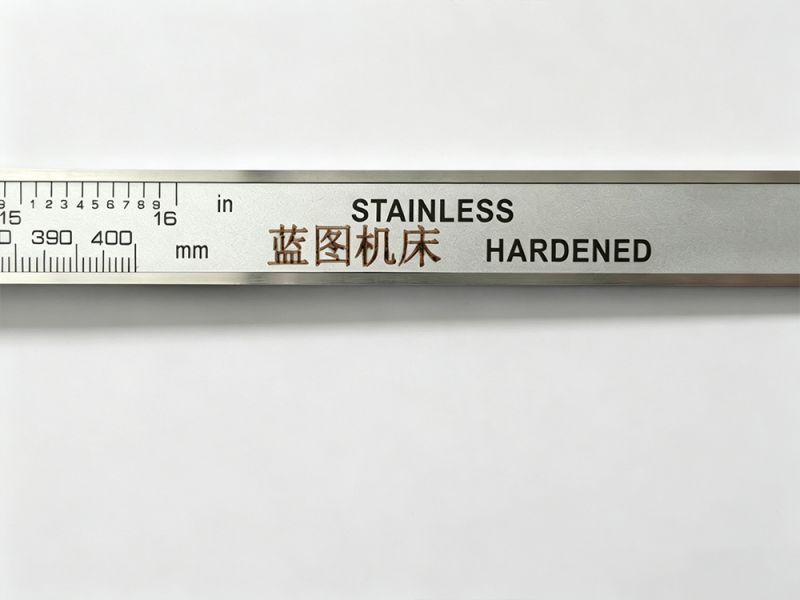 9 1 2 3 4 5 6 7 8 9 in STAINLESS
15 16
390 400 mm 蓝图机床 HARDENED